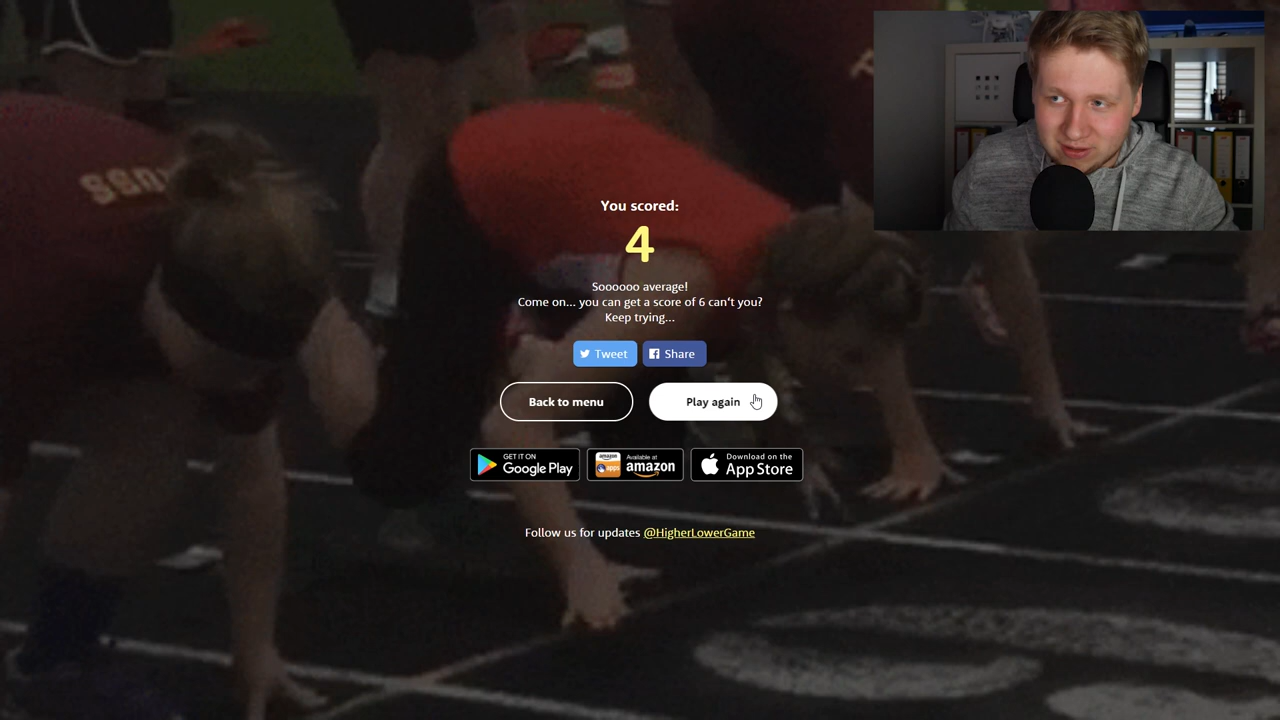 You scored:
4
Soooooo average!
Come on... you can get a score of 6 can't you?
Keep trying...
Tweet
Share
Back to menu
Play again
GET IT ON
Google Play
amazon
apps
Available at
amazon
Download on the
App Store
Follow us for updates @HigherLowerGame